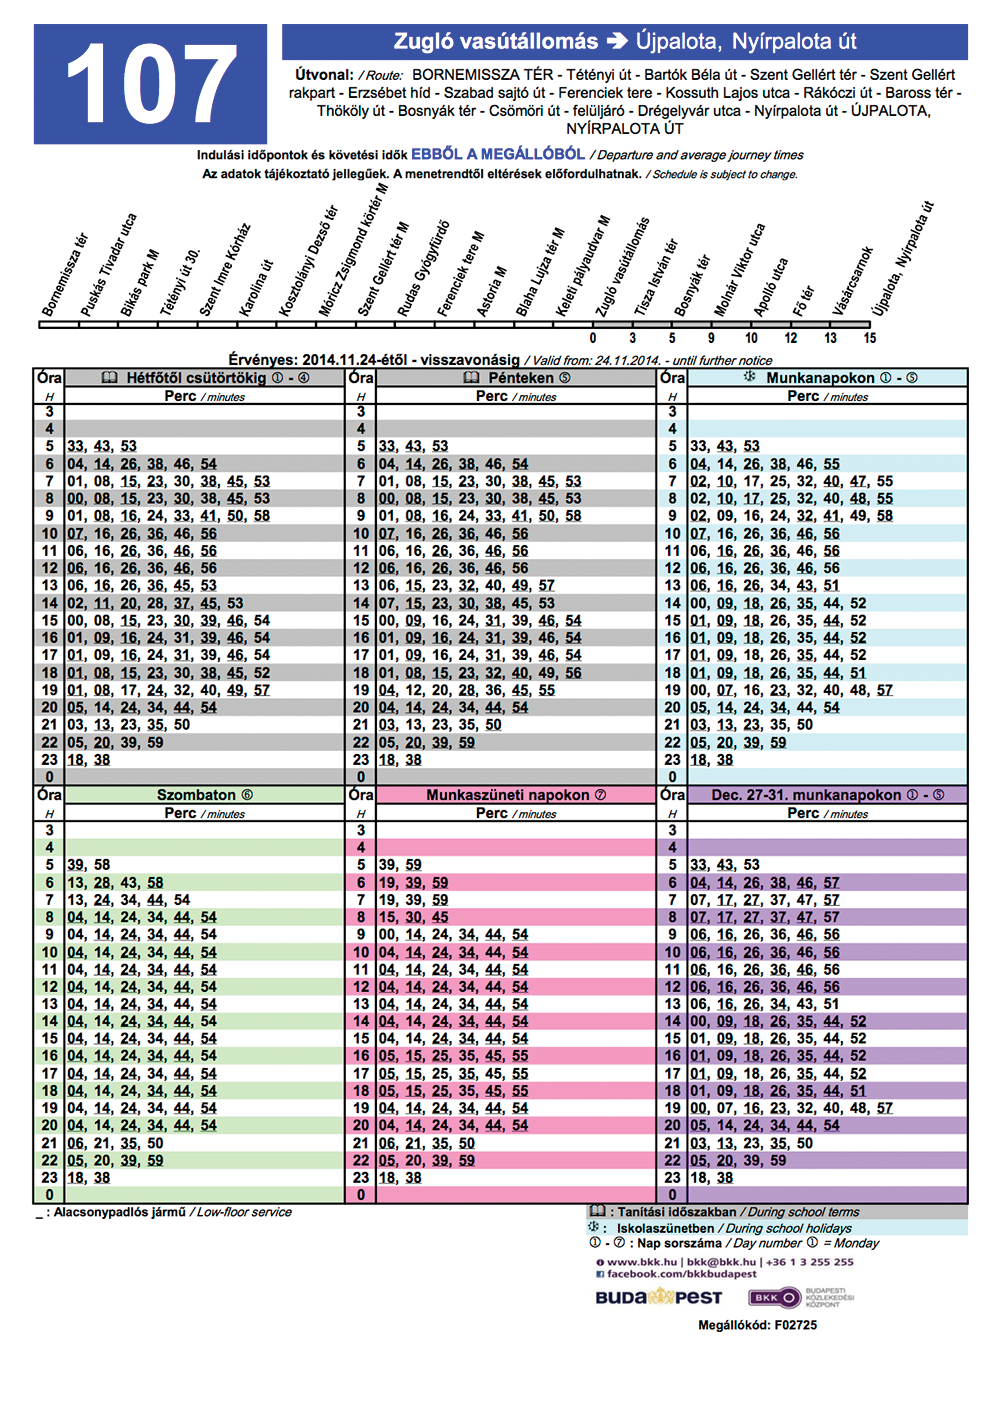 107
Zugló vasútállomás ➔ Újpalota, Nyírpalota út
Útvonal: / Route: BORNEMISSZA TÉR - Tétényi út - Bartók Béla út - Szent Gellért tér - Szent Gellért
rakpart - Erzsébet híd - Szabad sajtó út - Ferenciek tere - Kossuth Lajos utca - Rákóczi út - Baross tér -
Thököly út - Bosnyák tér - Csömöri út - felüljáró - Drégelyvár utca - Nyírpalota út - ÚJPALOTA,
NYÍRPALOTA ÚT
Indulási időpontok és követési idők EBBŐL A MEGÁLLÓBÓL / Departure and average journey times
Az adatok tájékoztató jellegűek. A menetrendtől eltérések előfordulhatnak. / Schedule is subject to change.
Bornemissza tér
Puskás Tivadar utca
Bikás park M
Tétényi út 30.
Szent Imre Kórház
Karolina út
Kosztolányi Dezső tér
Móricz Zsigmond körtér M
Szent Gellért tér M
Rudas Gyógyfürdő
Ferenciek tere M
Astoria M
Blaha Lujza tér M
Keleti pályaudvar M
Zugló vasútállomás
Tisza István tér
Bosnyák tér
Molnár Viktor utca
Apolló utca
Fő tér
Vásárcsarnok
Újpalota, Nyírpalota út
0 3 5 9 10 12 13 15
Érvényes: 2014.11.24-étől - visszavonásig / Valid from: 24.11.2014. - until further notice
Óra Hétfőtől csütörtökig ① - ④
H Perc / minutes
3
4
5 33, 43, 53
6 04, 14, 26, 38, 46, 54
7 01, 08, 15, 23, 30, 38, 45, 53
8 00, 08, 15, 23, 30, 38, 45, 53
9 01, 08, 16, 24, 33, 41, 50, 58
10 07, 16, 26, 36, 46, 56
11 06, 16, 26, 36, 46, 56
12 06, 16, 26, 36, 46, 56
13 06, 16, 26, 36, 45, 53
14 02, 11, 20, 28, 37, 45, 53
15 00, 08, 15, 23, 30, 39, 46, 54
16 01, 09, 16, 24, 31, 39, 46, 54
17 01, 09, 16, 24, 31, 39, 46, 54
18 01, 08, 15, 23, 30, 38, 45, 52
19 01, 08, 17, 24, 32, 40, 49, 57
20 05, 14, 24, 34, 44, 54
21 03, 13, 23, 35, 50
22 05, 20, 39, 59
23 18, 38
0
Óra Pénteken ⑤
H Perc / minutes
3
4
5 33, 43, 53
6 04, 14, 26, 38, 46, 54
7 01, 08, 15, 23, 30, 38, 45, 53
8 00, 08, 15, 23, 30, 38, 45, 53
9 01, 08, 16, 24, 33, 41, 50, 58
10 07, 16, 26, 36, 46, 56
11 06, 16, 26, 36, 46, 56
12 06, 16, 26, 36, 46, 56
13 06, 15, 23, 32, 40, 49, 57
14 07, 15, 23, 30, 38, 45, 53
15 00, 09, 16, 24, 31, 39, 46, 54
16 01, 09, 16, 24, 31, 39, 46, 54
17 01, 09, 16, 24, 31, 39, 46, 54
18 01, 08, 15, 23, 32, 40, 49, 56
19 04, 12, 20, 28, 36, 45, 55
20 04, 14, 24, 34, 44, 54
21 03, 13, 23, 35, 50
22 05, 20, 39, 59
23 18, 38
0
Óra Munkanapokon ① - ⑤
H Perc / minutes
3
4
5 33, 43, 53
6 04, 14, 26, 38, 46, 55
7 02, 10, 17, 25, 32, 40, 47, 55
8 02, 10, 17, 25, 32, 40, 48, 55
9 02, 09, 16, 24, 32, 41, 49, 58
10 07, 16, 26, 36, 46, 56
11 06, 16, 26, 36, 46, 56
12 06, 16, 26, 36, 46, 56
13 06, 16, 26, 34, 43, 51
14 00, 09, 18, 26, 35, 44, 52
15 01, 09, 18, 26, 35, 44, 52
16 01, 09, 18, 26, 35, 44, 52
17 01, 09, 18, 26, 35, 44, 52
18 01, 09, 18, 26, 35, 44, 51
19 00, 07, 16, 23, 32, 40, 48, 57
20 05, 14, 24, 34, 44, 54
21 03, 13, 23, 35, 50
22 05, 20, 39, 59
23 18, 38
0
Óra Szombaton ⑥
H Perc / minutes
3
4
5 39, 58
6 13, 28, 43, 58
7 13, 24, 34, 44, 54
8 04, 14, 24, 34, 44, 54
9 04, 14, 24, 34, 44, 54
10 04, 14, 24, 34, 44, 54
11 04, 14, 24, 34, 44, 54
12 04, 14, 24, 34, 44, 54
13 04, 14, 24, 34, 44, 54
14 04, 14, 24, 34, 44, 54
15 04, 14, 24, 34, 44, 54
16 04, 14, 24, 34, 44, 54
17 04, 14, 24, 34, 44, 54
18 04, 14, 24, 34, 44, 54
19 04, 14, 24, 34, 44, 54
20 04, 14, 24, 34, 44, 54
21 06, 21, 35, 50
22 05, 20, 39, 59
23 18, 38
0
Óra Munkaszüneti napokon ⑦
H Perc / minutes
3
4
5 39, 59
6 19, 39, 59
7 19, 39, 59
8 15, 30, 45
9 00, 14, 24, 34, 44, 54
10 04, 14, 24, 34, 44, 54
11 04, 14, 24, 34, 44, 54
12 04, 14, 24, 34, 44, 54
13 04, 14, 24, 34, 44, 54
14 04, 14, 24, 34, 44, 54
15 04, 14, 24, 34, 44, 54
16 05, 15, 25, 35, 45, 55
17 05, 15, 25, 35, 45, 55
18 05, 15, 25, 35, 45, 55
19 04, 14, 24, 34, 44, 54
20 04, 14, 24, 34, 44, 54
21 06, 21, 35, 50
22 05, 20, 39, 59
23 18, 38
0
Óra Dec. 27-31. munkanapokon ① - ⑤
H Perc / minutes
3
4
5 33, 43, 53
6 04, 14, 26, 38, 46, 57
7 07, 17, 27, 37, 47, 57
8 07, 17, 27, 37, 47, 57
9 06, 16, 26, 36, 46, 56
10 06, 16, 26, 36, 46, 56
11 06, 16, 26, 36, 46, 56
12 06, 16, 26, 36, 46, 56
13 06, 16, 26, 34, 43, 51
14 00, 09, 18, 26, 35, 44, 52
15 01, 09, 18, 26, 35, 44, 52
16 01, 09, 18, 26, 35, 44, 52
17 01, 09, 18, 26, 35, 44, 52
18 01, 09, 18, 26, 35, 44, 51
19 00, 07, 16, 23, 32, 40, 48, 57
20 05, 14, 24, 34, 44, 54
21 03, 13, 23, 35, 50
22 05, 20, 39, 59
23 18, 38
0
_ : Alacsonypadlós jármű / Low-floor service
: Tanítási időszakban / During school terms
: Iskolaszünetben / During school holidays
① - ⑦ : Nap sorszáma / Day number ① = Monday
www.bkk.hu | bkk@bkk.hu | +36 1 3 255 255
facebook.com/bkkbudapest
BUDAPEST
BKK
BUDAPESTI
KÖZLEKEDÉSI
KÖZPONT
Megállókód: F02725